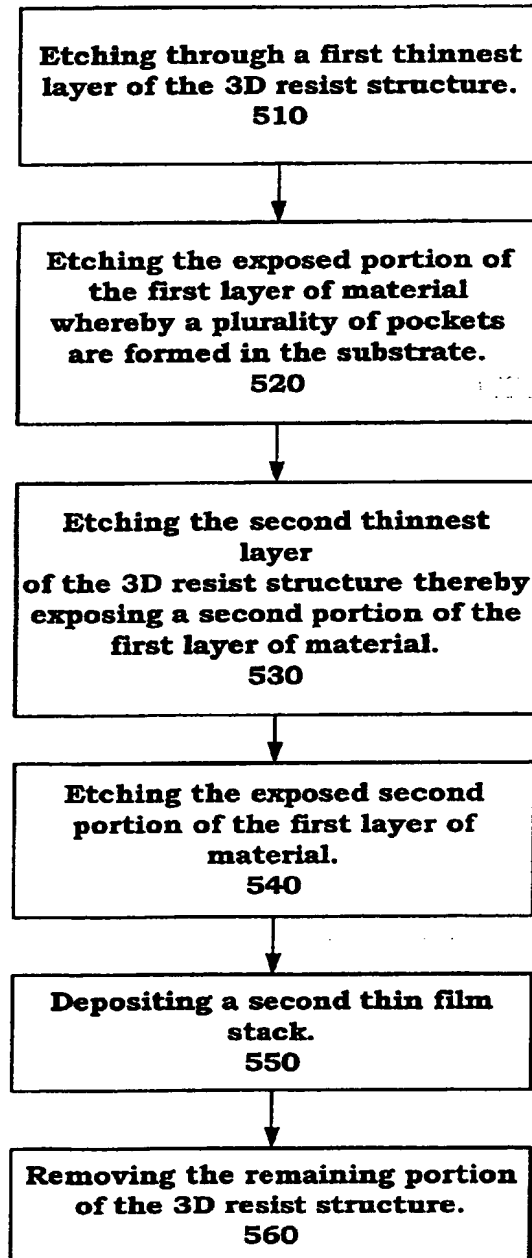 Etching through a first thinnest
layer of the 3D resist structure.
510
Etching the exposed portion of
the first layer of material
whereby a plurality of pockets
are formed in the substrate.
520
Etching the second thinnest
layer
of the 3D resist structure thereby
exposing a second portion of the
first layer of material.
530
Etching the exposed second
portion of the first layer of
material.
540
Depositing a second thin film
stack.
550
Removing the remaining portion
of the 3D resist structure.
560